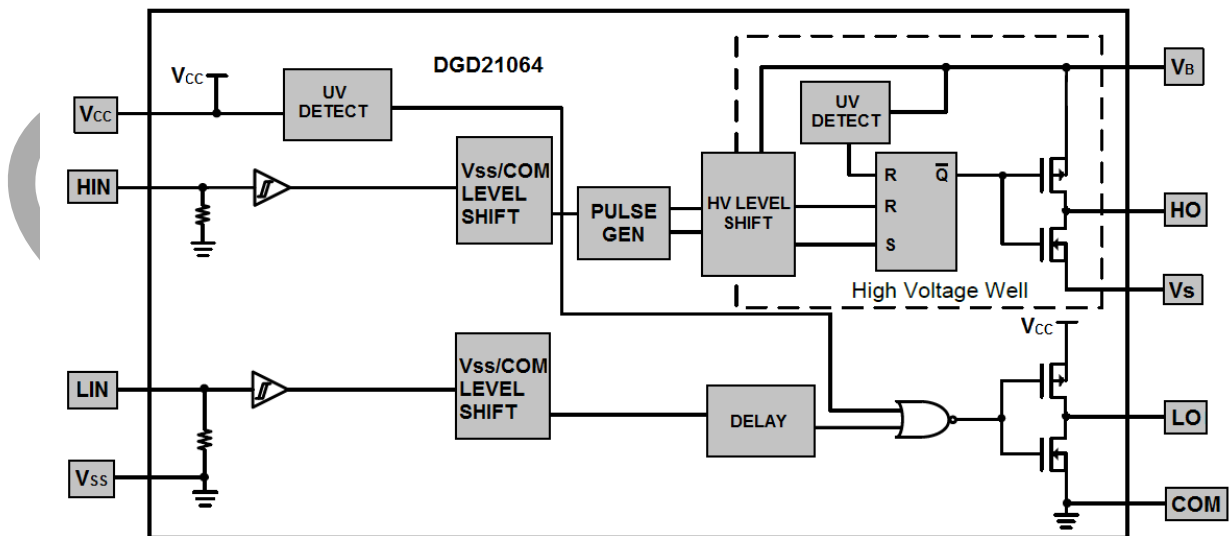 DGD21064
VCC
VCC
UV
DETECT
HIN
Vss/COM
LEVEL
SHIFT
PULSE
GEN
HV LEVEL
SHIFT
UV
DETECT
R
R
S
Q
High Voltage Well
VB
HO
Vs
LIN
VSS
Vss/COM
LEVEL
SHIFT
DELAY
VCC
LO
COM